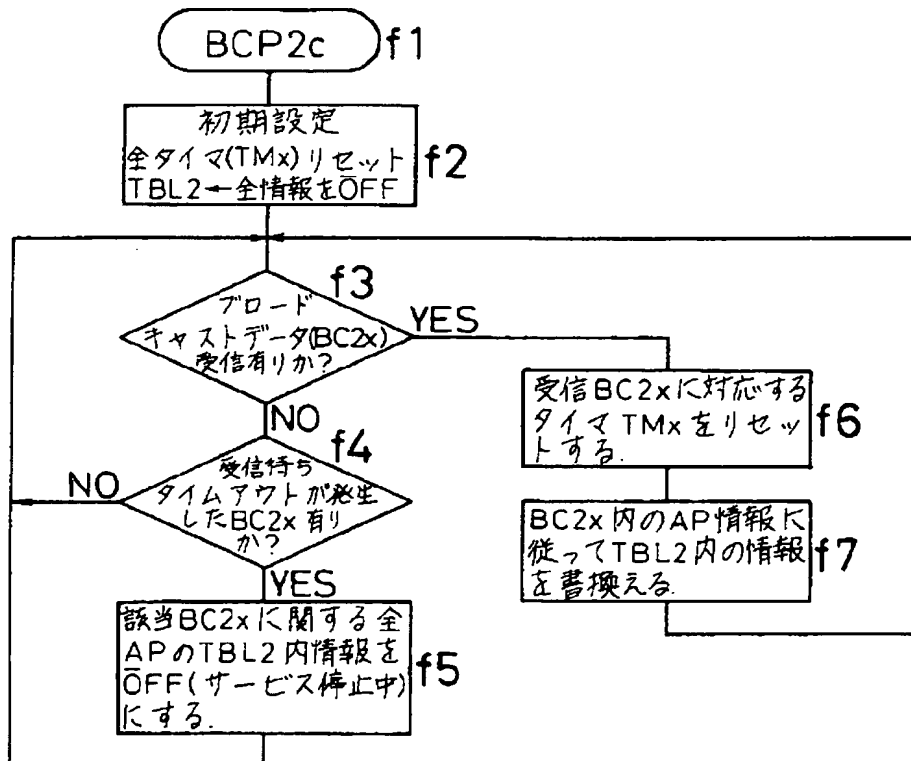 BCP2c f1
初期設定
全タイマ(TMx)リセット
TBL2←全情報をOFF
f2
f3
ブロード
キャストデータ(BC2x)
受信有りか?
YES
NO
f4
受信待ち
タイムアウトが発生
したBC2x有り
か?
NO
YES
該当BC2xに関する全
APのTBL2内情報を
OFF(サービス停止中)
にする.
f5
受信BC2xに対応する
タイマTMxをリセッ
トする.
f6
BC2x内のAP情報に
従ってTBL2内の情報
を書換える.
f7